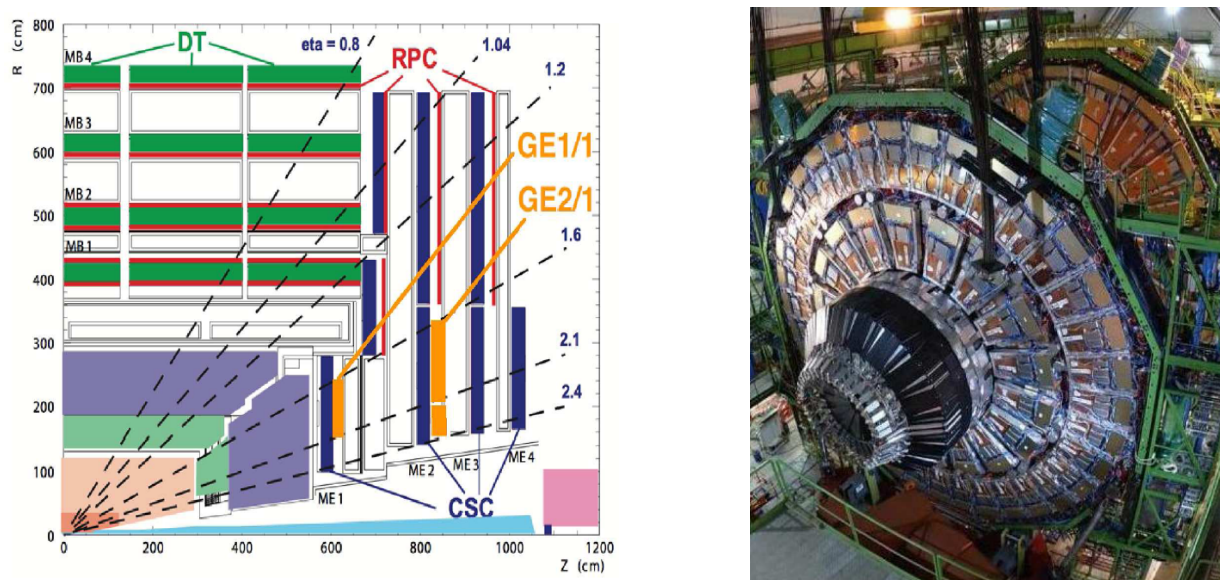 R (cm)
800
700
600
500
400
300
200
100
0
MB 4
MB 3
MB 2
MB 1
DT
eta = 0.8
1.04
1.2
RPC
GE1/1
GE2/1
1.6
2.1
2.4
ME 1
ME 2
ME 3
ME 4
CSC
0
200
400
600
800
1000
1200
Z (cm)